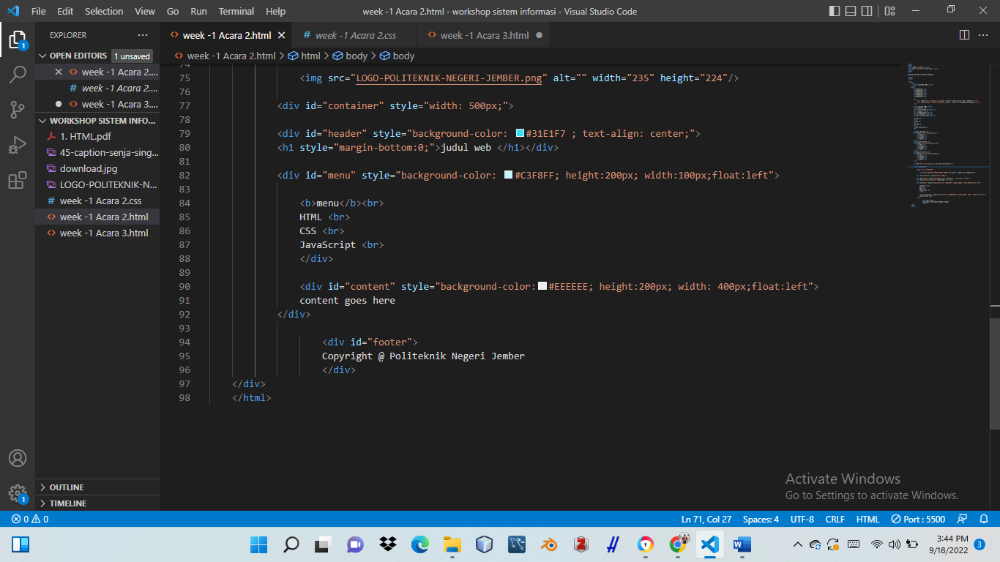 File Edit Selection View Go Run Terminal Help
week -1 Acara 2.html - workshop sistem informasi - Visual Studio Code
EXPLORER
OPEN EDITORS 1 unsaved
week -1 Acara 2....
week -1 Acara 2....
week -1 Acara 3....
WORKSHOP SISTEM INFO...
1. HTML.pdf
45-caption-senja-sing...
download.jpg
LOGO-POLITEKNIK-N...
week -1 Acara 2.css
week -1 Acara 2.html
week -1 Acara 3.html
OUTLINE
TIMELINE
1
1
week -1 Acara 2.html week -1 Acara 2.css week -1 Acara 3.html
week -1 Acara 2.html > html > body > body
74
75 <img src="LOGO-POLITEKNIK-NEGERI-JEMBER.png" alt="" width="235" height="224"/>
76
77 <div id="container" style="width: 500px;">
78
79 <div id="header" style="background-color: #31E1F7 ; text-align: center;">
80 <h1 style="margin-bottom:0;">judul web </h1></div>
81
82 <div id="menu" style="background-color: #C3F8FF; height:200px; width:100px;float:left">
83
84 <b>menu</b><br>
85 HTML <br>
86 CSS <br>
87 JavaScript <br>
88 </div>
89
90 <div id="content" style="background-color:#EEEEEE; height:200px; width: 400px;float:left">
91 content goes here
92 </div>
93
94 <div id="footer">
95 Copyright @ Politeknik Negeri Jember
96 </div>
97 </div>
98 </html>
Activate Windows
Go to Settings to activate Windows.
0 0 Ln 71, Col 27 Spaces: 4 UTF-8 CRLF HTML Port : 5500
3:44 PM
9/18/2022
3